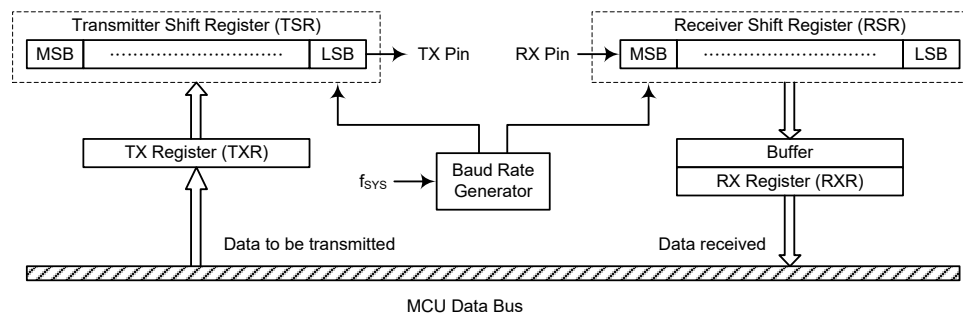 Transmitter Shift Register (TSR)
MSB ........................................ LSB
TX Pin
RX Pin
Receiver Shift Register (RSR)
MSB ........................................ LSB
TX Register (TXR)
fSYS
Baud Rate
Generator
Buffer
RX Register (RXR)
Data to be transmitted
Data received
MCU Data Bus